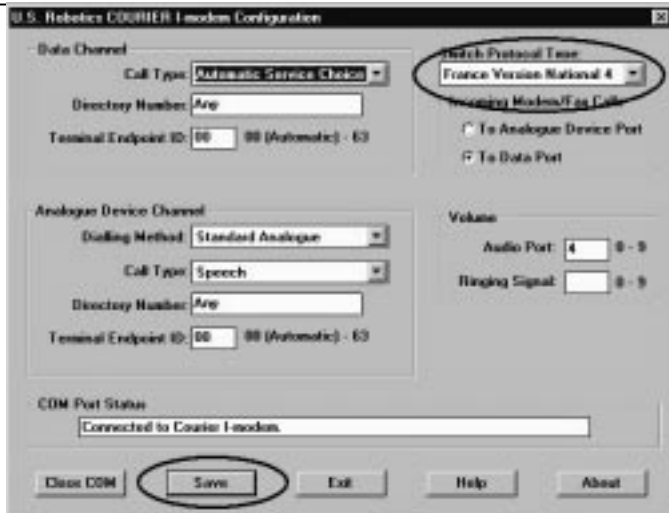 U.S. Robotics COURIER I-modem Configuration
Data Channel
Call Type: Automatic Service Choice
Directory Number: Any
Terminal Endpoint ID: 00 00 (Automatic) - 63
Switch Protocol Type:
France Version National 4
Incoming Modem/Fax Calls
To Analogue Device Port
To Data Port
Analogue Device Channel
Dialling Method: Standard Analogue
Call Type: Speech
Directory Number: Any
Terminal Endpoint ID: 00 00 (Automatic) - 63
Volume
Audio Port: 4 0 - 9
Ringing Signal: 0 - 9
COM Port Status
Connected to Courier I-modem.
Close COM Save Exit Help About